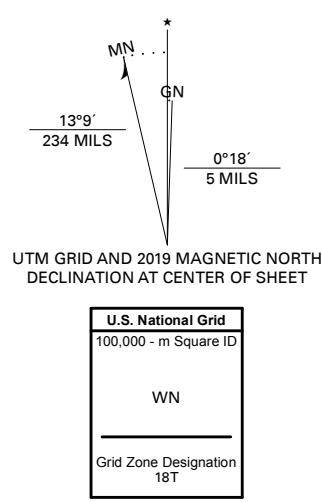 MN
GN
13°9´
234 MILS
0°18´
5 MILS
UTM GRID AND 2019 MAGNETIC NORTH
DECLINATION AT CENTER OF SHEET
U.S. National Grid
100,000 - m Square ID
WN
Grid Zone Designation
18T